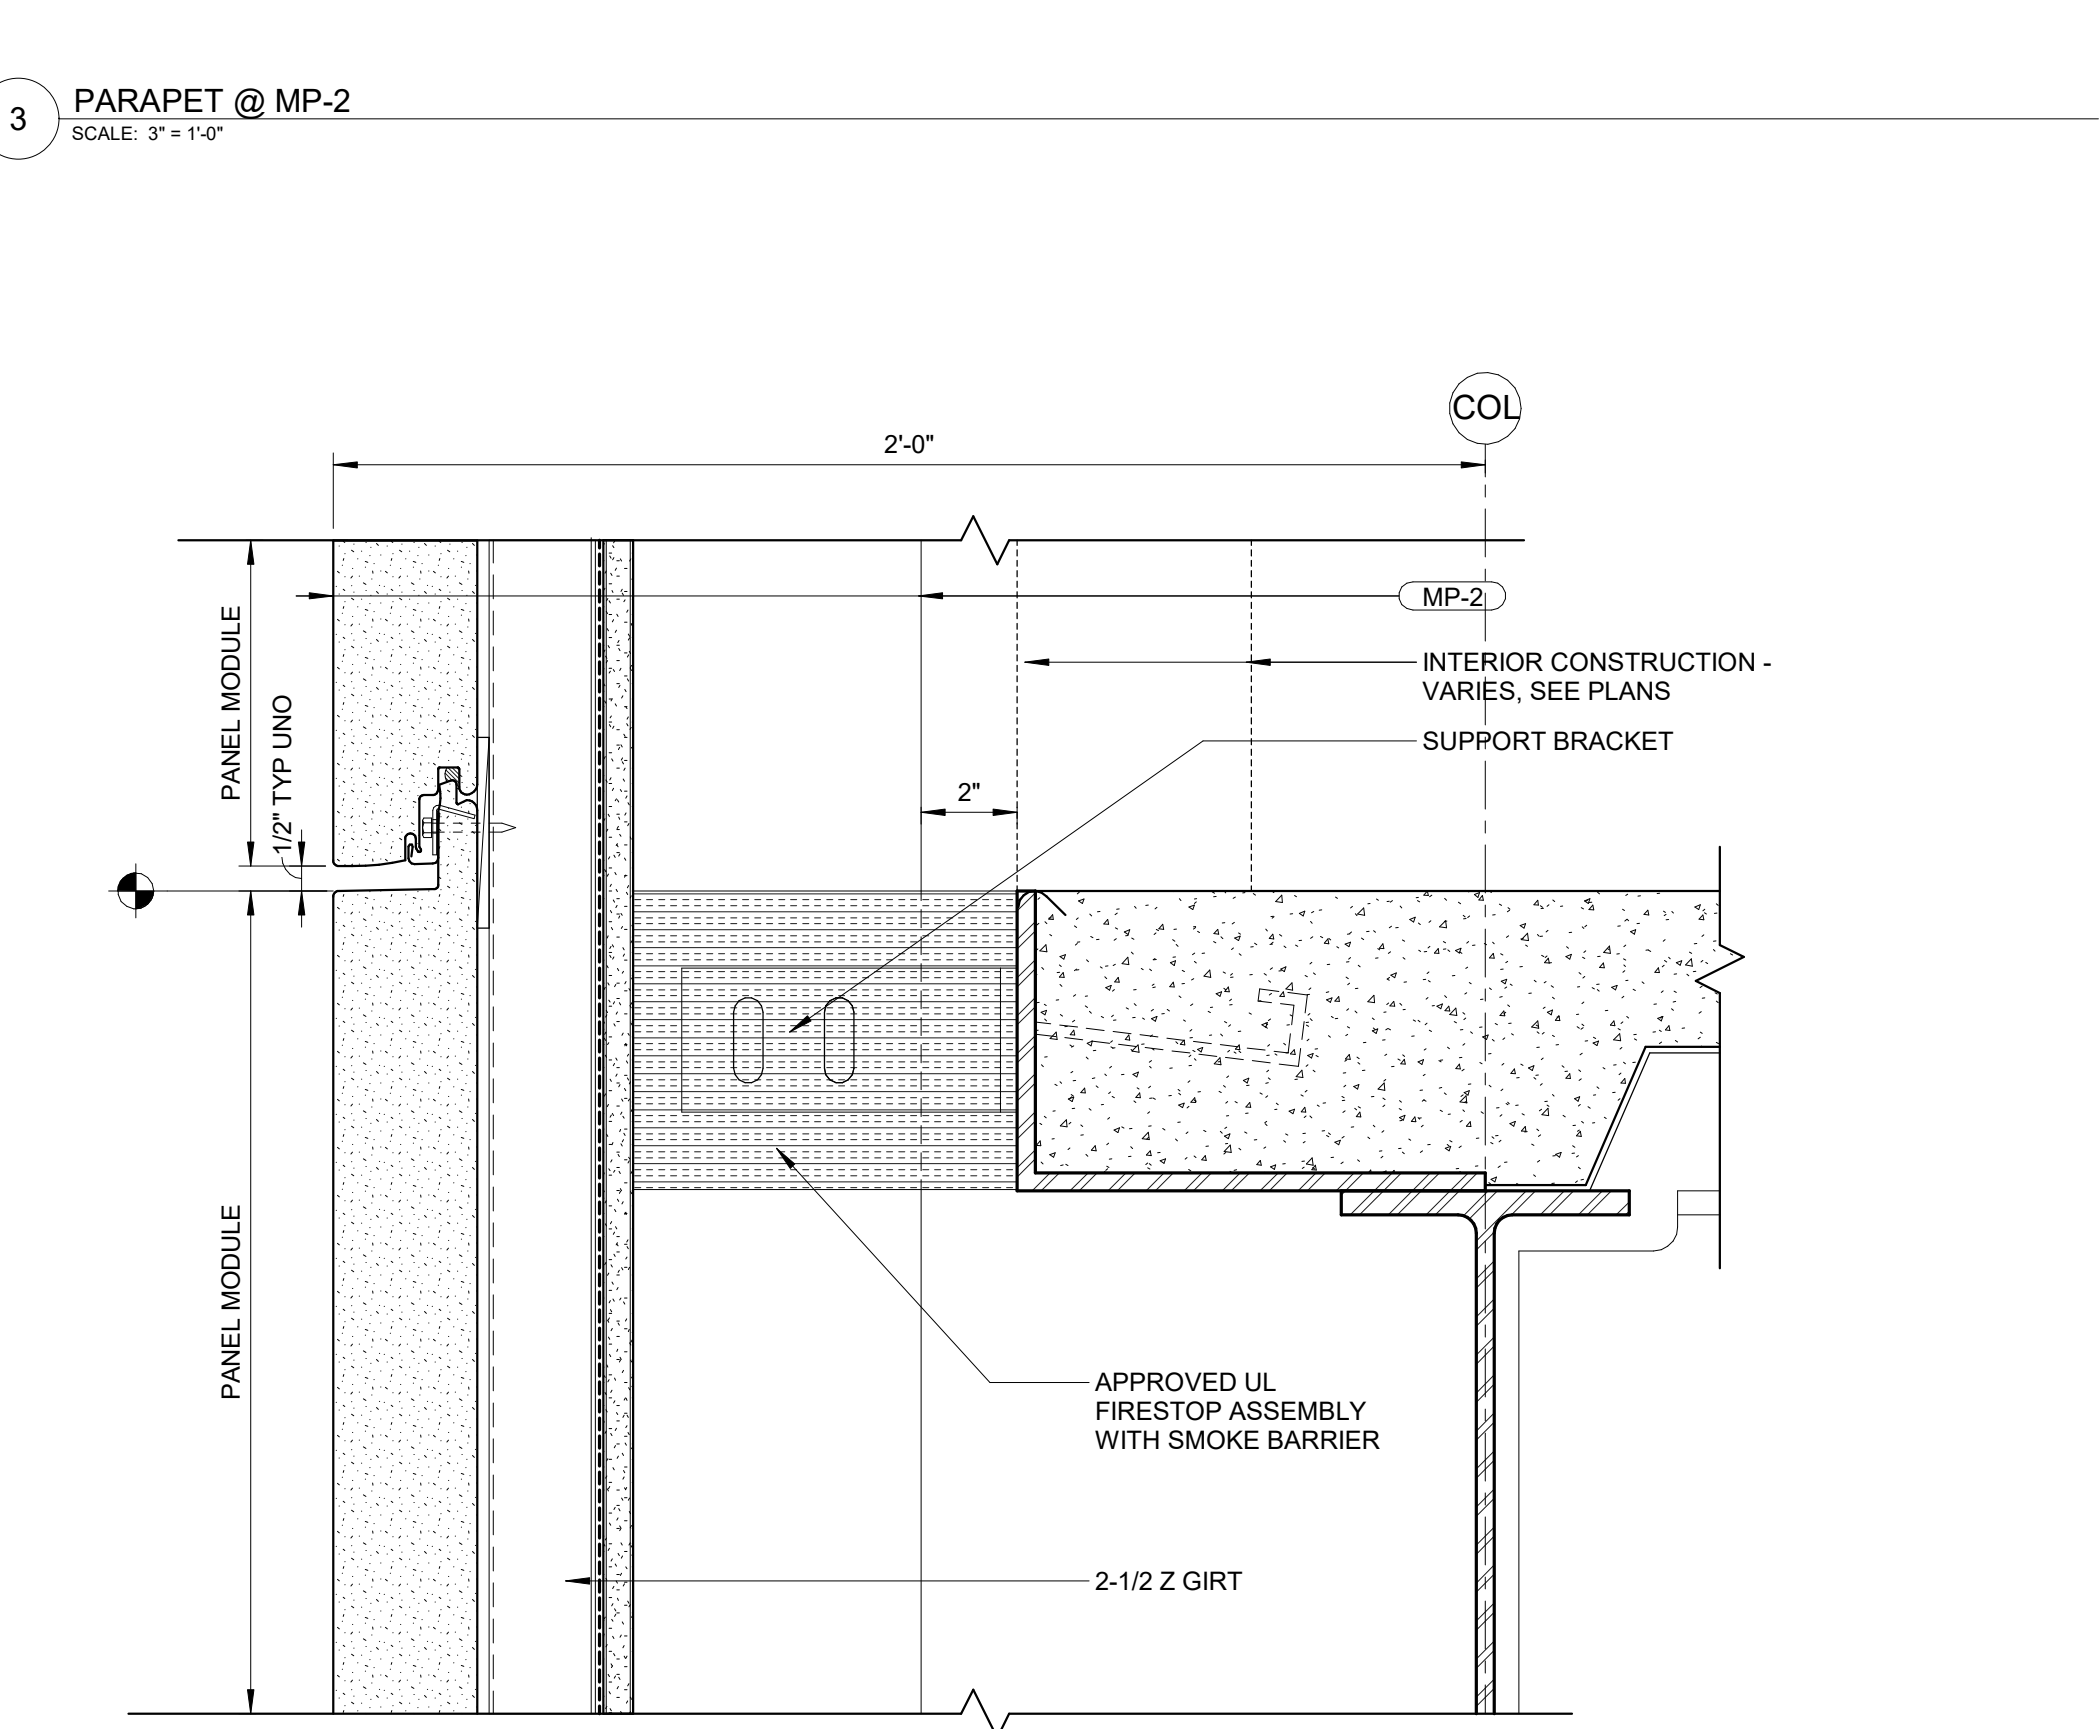 3
PARAPET @ MP-2
SCALE: 3" = 1'-0"
COL
2'-0"
MP-2
PANEL MODULE
1/2" TYP UNO
INTERIOR CONSTRUCTION -
VARIES, SEE PLANS
SUPPORT BRACKET
2"
PANEL MODULE
APPROVED UL
FIRESTOP ASSEMBLY
WITH SMOKE BARRIER
2-1/2 Z GIRT